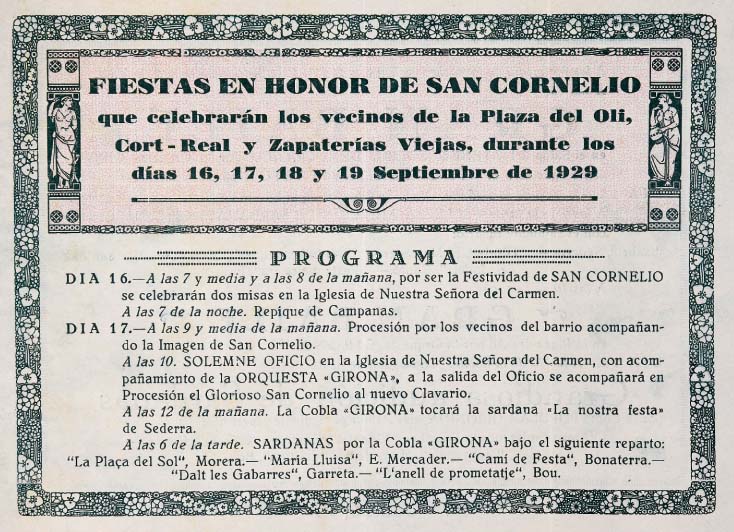 FIESTAS EN HONOR DE SAN CORNELIO
que celebrarán los vecinos de la Plaza del Oli,
Cort-Real y Zapaterías Viejas, durante los
días 16, 17, 18 y 19 Septiembre de 1929
PROGRAMA
DIA 16.—A las 7 y media y a las 8 de la mañana, por ser la Festividad de SAN CORNELIO
se celebrarán dos misas en la Iglesia de Nuestra Señora del Carmen.
A las 7 de la noche. Repique de Campanas.
DIA 17.—A las 9 y media de la mañana. Procesión por los vecinos del barrio acompañan-
do la Imagen de San Cornelio.
A las 10. SOLEMNE OFICIO en la Iglesia de Nuestra Señora del Carmen, con acom-
pañamiento de la ORQUESTA «GIRONA», a la salida del Oficio se acompañará en
Procesión el Glorioso San Cornelio al nuevo Clavario.
A las 12 de la mañana. La Cobla «GIRONA» tocará la sardana «La nostra festa»
de Sederra.
A las 6 de la tarde. SARDANAS por la Cobla «GIRONA» bajo el siguiente reparto:
"La Plaça del Sol", Morera.— "María Lluisa", E. Mercader.— "Camí de Festa", Bonaterra.—
"Dalt les Gabarres", Garreta.— "L'anell de prometatje", Bou.